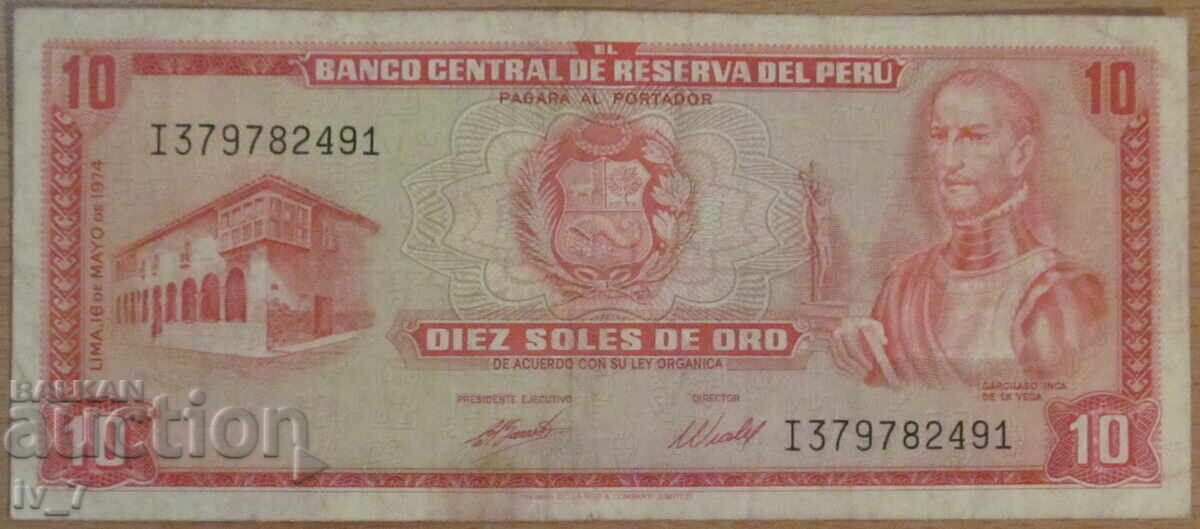 10
EL
BANCO CENTRAL DE RESERVA DEL PERU
PAGARA AL PORTADOR
10
I379782491
LIMA, 16 DE MAYO DE 1974
DIEZ SOLES DE ORO
DE ACUERDO CON SU LEY ORGANICA
GARCILASO INCA
DE LA VEGA
PRESIDENTE EJECUTIVO
DIRECTOR
I379782491
10
10
BALKAN
auction
iv_7